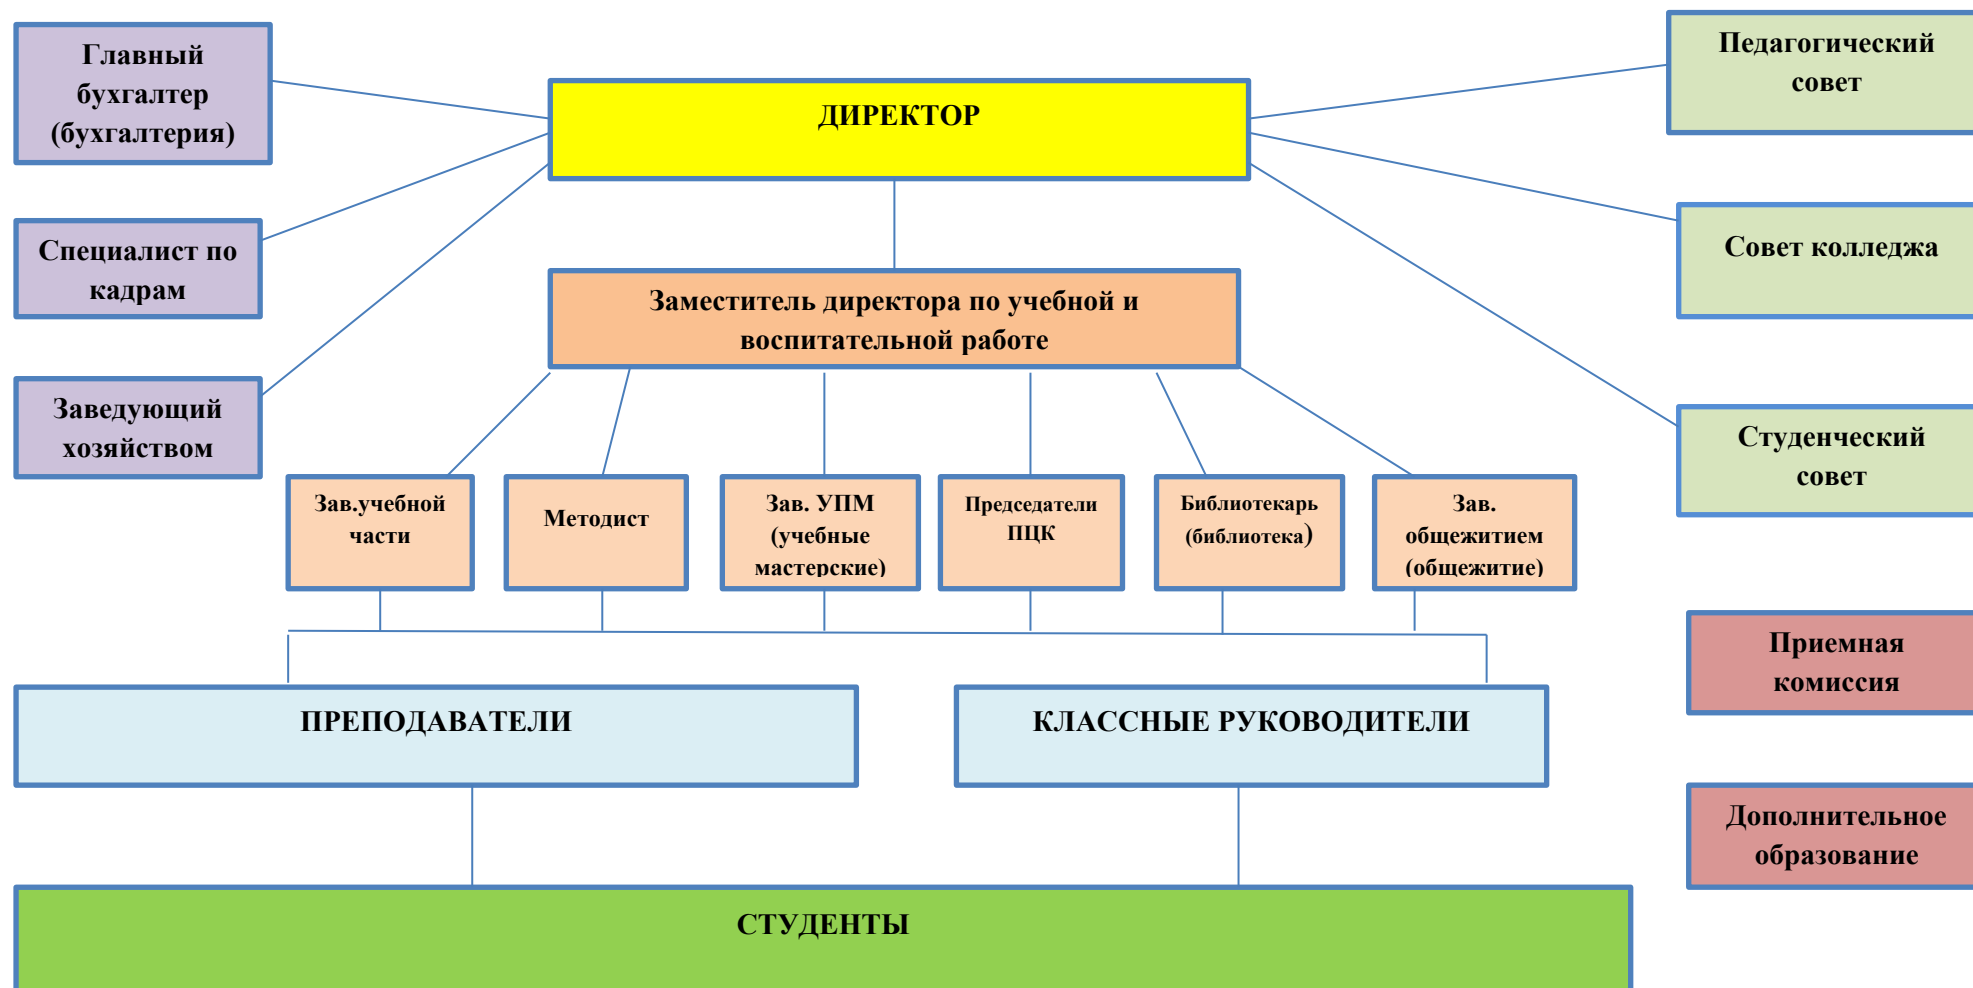 Главный
бухгалтер
(бухгалтерия)
ДИРЕКТОР
Педагогический
совет
Специалист по
кадрам
Совет колледжа
Заместитель директора по учебной и
воспитательной работе
Заведующий
хозяйством
Студенческий
совет
Зав.учебной
части
Методист
Зав. УПМ
(учебные
мастерские)
Председатели
ПЦК
Библиотекарь
(библиотека)
Зав.
общежитием
(общежитие)
Приемная
комиссия
ПРЕПОДАВАТЕЛИ
КЛАССНЫЕ РУКОВОДИТЕЛИ
Дополнительное
образование
СТУДЕНТЫ